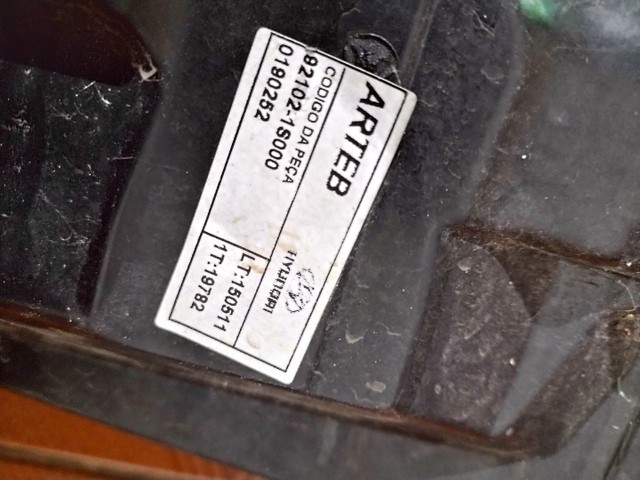 ARTEB
HYUNDAI
CODIGO DA PEÇA
92102-1S000
0190252
LT:150511
1T:19782